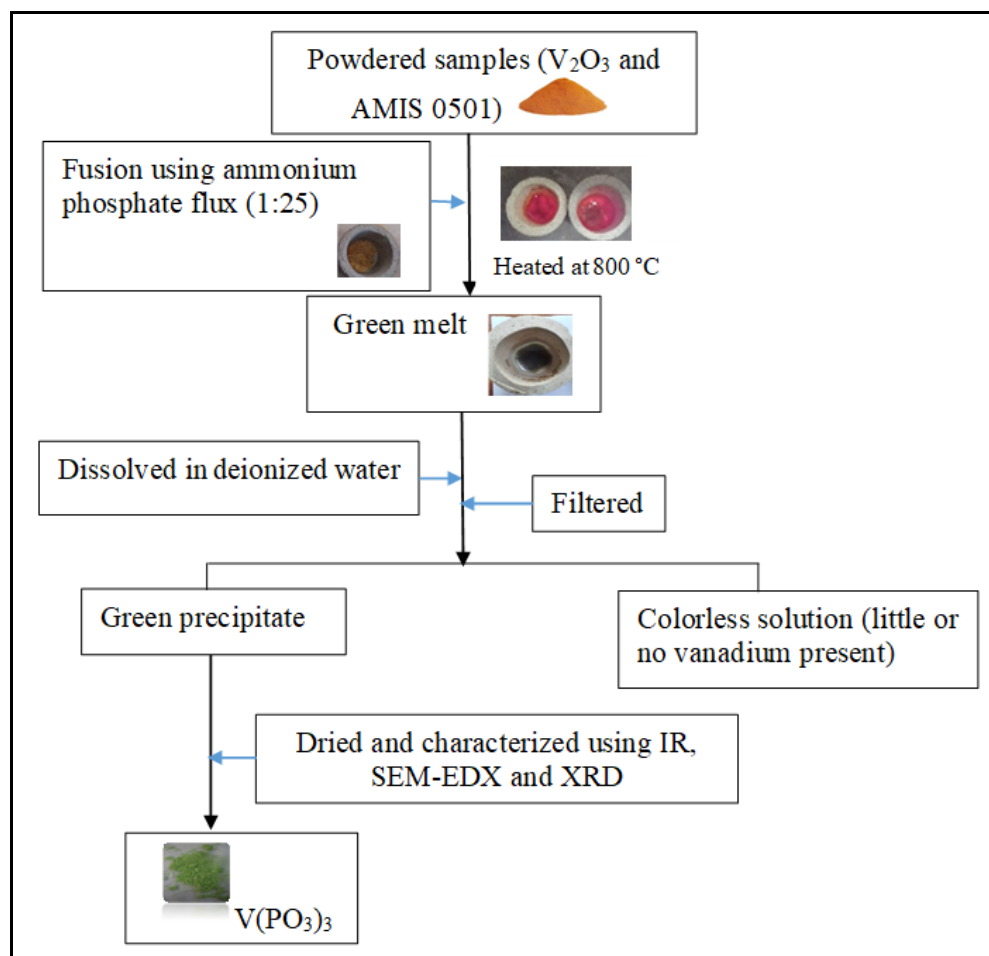 Powdered samples (V₂O₃ and
AMIS 0501)
Fusion using ammonium
phosphate flux (1:25)
Heated at 800 °C
Green melt
Dissolved in deionized water
Filtered
Green precipitate
Colorless solution (little or
no vanadium present)
Dried and characterized using IR,
SEM-EDX and XRD
V(PO₃)₃